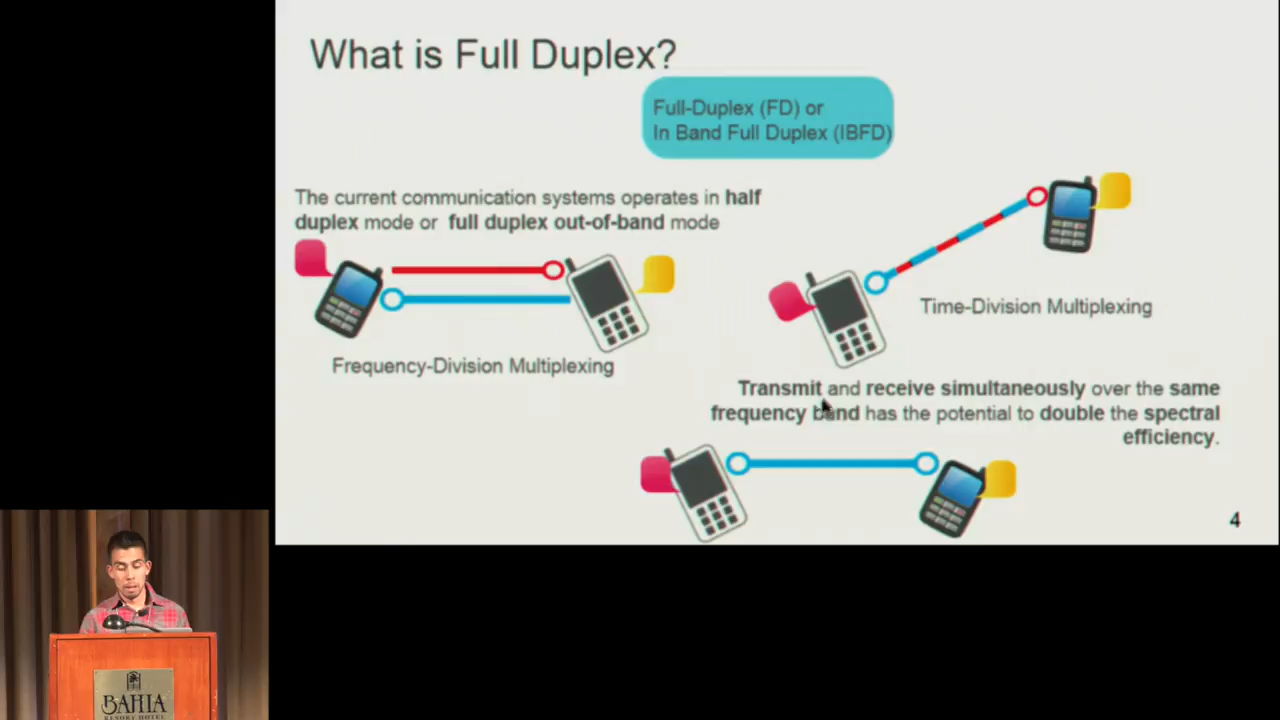 What is Full Duplex?
Full-Duplex (FD) or
In Band Full Duplex (IBFD)
The current communication systems operates in half
duplex mode or full duplex out-of-band mode
Frequency-Division Multiplexing
Time-Division Multiplexing
Transmit and receive simultaneously over the same
frequency band has the potential to double the spectral
efficiency.
4
BAHIA
RESORT HOTEL